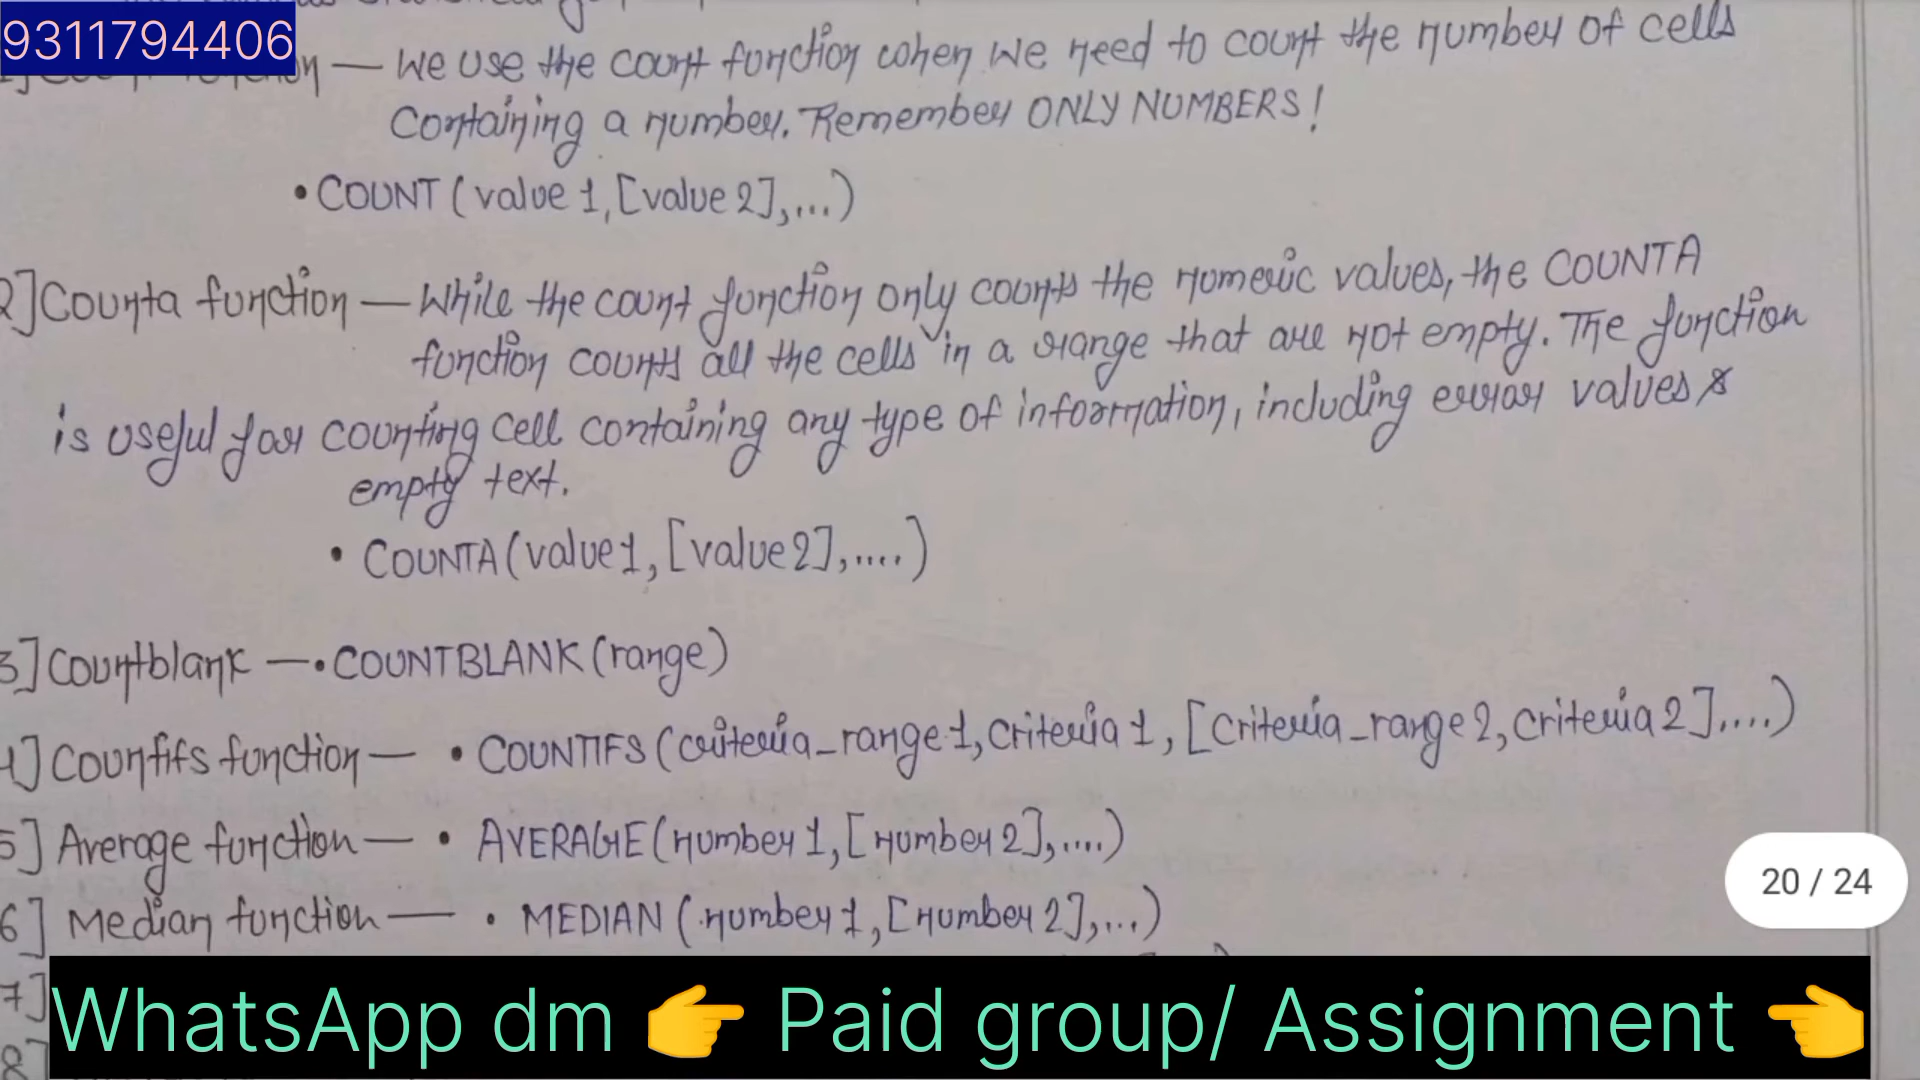 9311794406
— We use the count function when we need to count the number of cells
Containing a number. Remember ONLY NUMBERS!
• COUNT (value 1, [value 2], ...)
2] Counta function — While the count function only counts the numeric values, the COUNTA
function counts all the cells in a range that are not empty. The function
is useful for counting cell containing any type of information, including error values &
empty text.
• COUNTA (value 1, [value 2], ....)
3] Countblank — • COUNTBLANK (range)
4] Countifs function — • COUNTIFS (criteria_range 1, criteria 1, [criteria_range 2, criteria 2], ....)
5] Average function — • AVERAGE (number 1, [number 2], ....)
20 / 24
6] Median function — • MEDIAN (number 1, [number 2], ...)
7]
WhatsApp dm 👉 Paid group/ Assignment 👈
8]